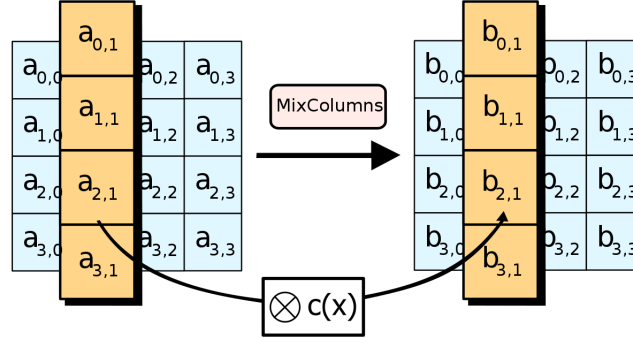 a0,1 b0,1
a0,0 a0,2 a0,3 b0,0 b0,2 b0,3
a1,1 MixColumns b1,1
a1,0 a1,2 a1,3 b1,0 b1,2 b1,3
a2,0 a2,1 a2,2 a2,3 b2,0 b2,1 b2,2 b2,3
a3,0 a3,2 a3,3 b3,0 b3,2 b3,3
a3,1 b3,1
⊗ c(x)